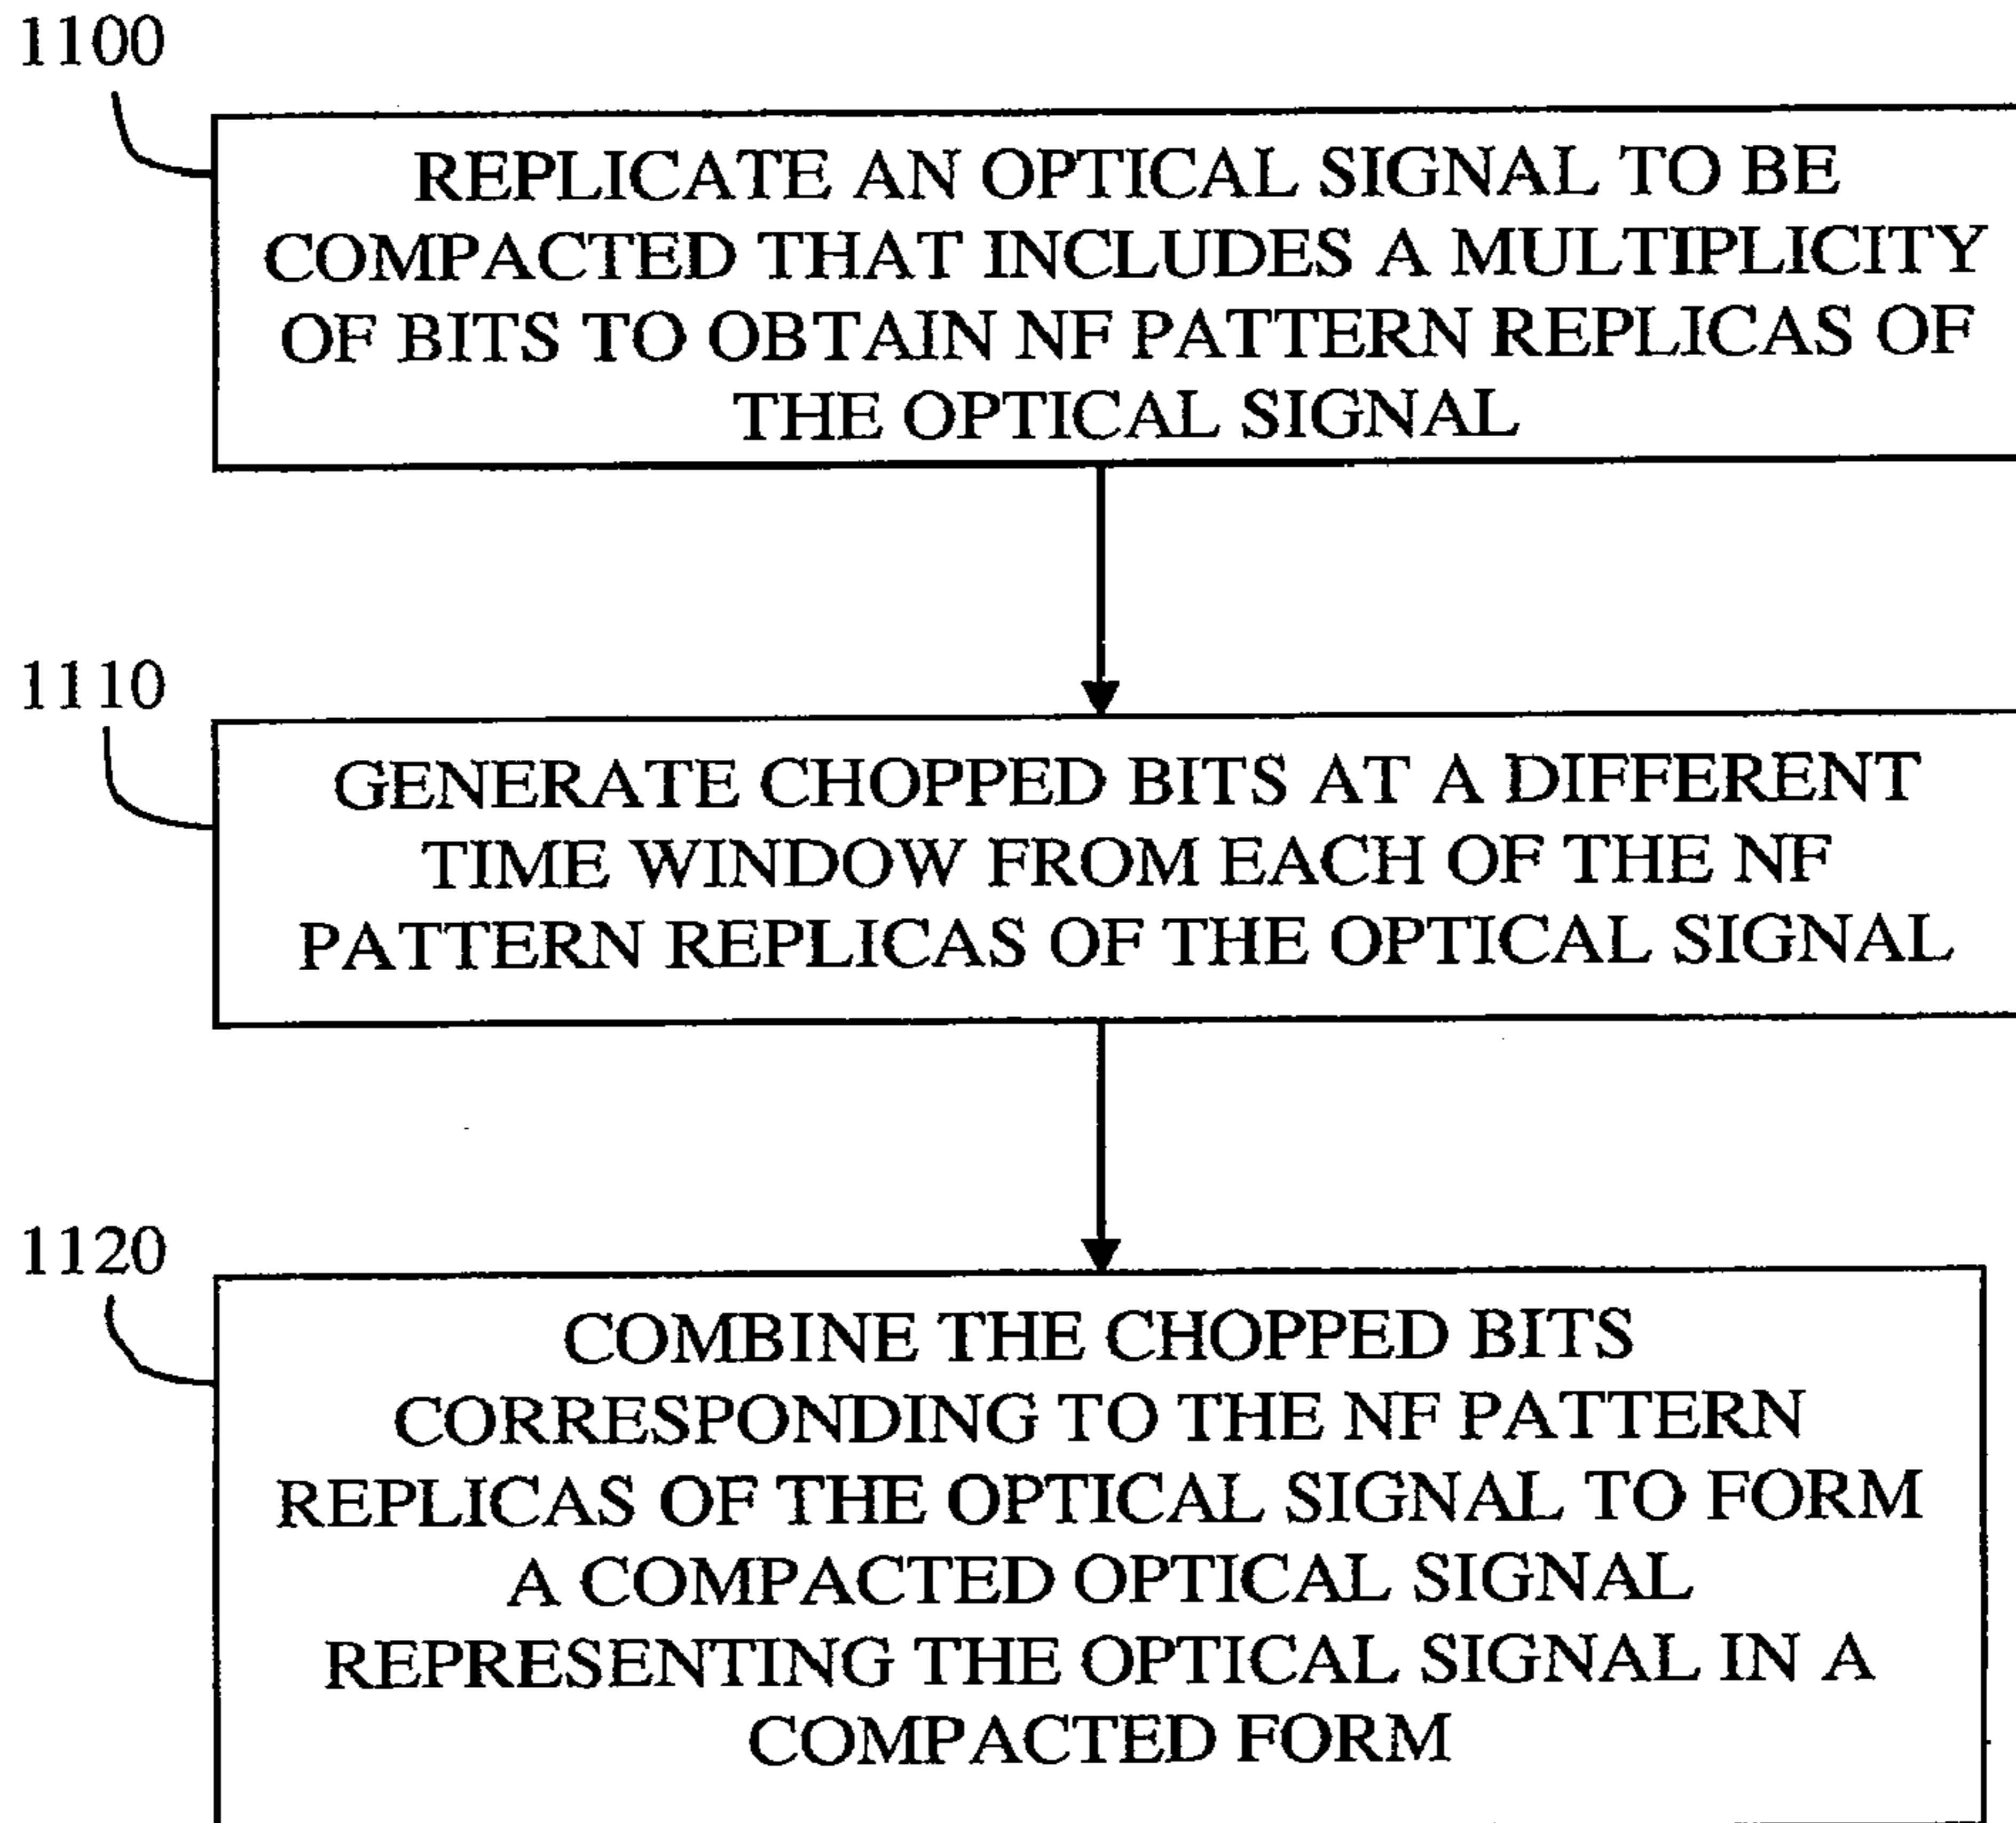 1100
REPLICATE AN OPTICAL SIGNAL TO BE
COMPACTED THAT INCLUDES A MULTIPLICITY
OF BITS TO OBTAIN NF PATTERN REPLICAS OF
THE OPTICAL SIGNAL
1110
GENERATE CHOPPED BITS AT A DIFFERENT
TIME WINDOW FROM EACH OF THE NF
PATTERN REPLICAS OF THE OPTICAL SIGNAL
1120
COMBINE THE CHOPPED BITS
CORRESPONDING TO THE NF PATTERN
REPLICAS OF THE OPTICAL SIGNAL TO FORM
A COMPACTED OPTICAL SIGNAL
REPRESENTING THE OPTICAL SIGNAL IN A
COMPACTED FORM